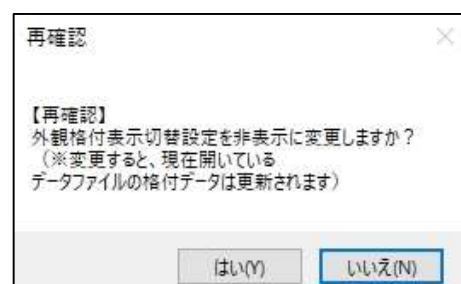 再確認
【再確認】
外観格付表示切替設定を非表示に変更しますか？
（※変更すると、現在開いている
データファイルの格付データは更新されます）
はい(Y)
いいえ(N)